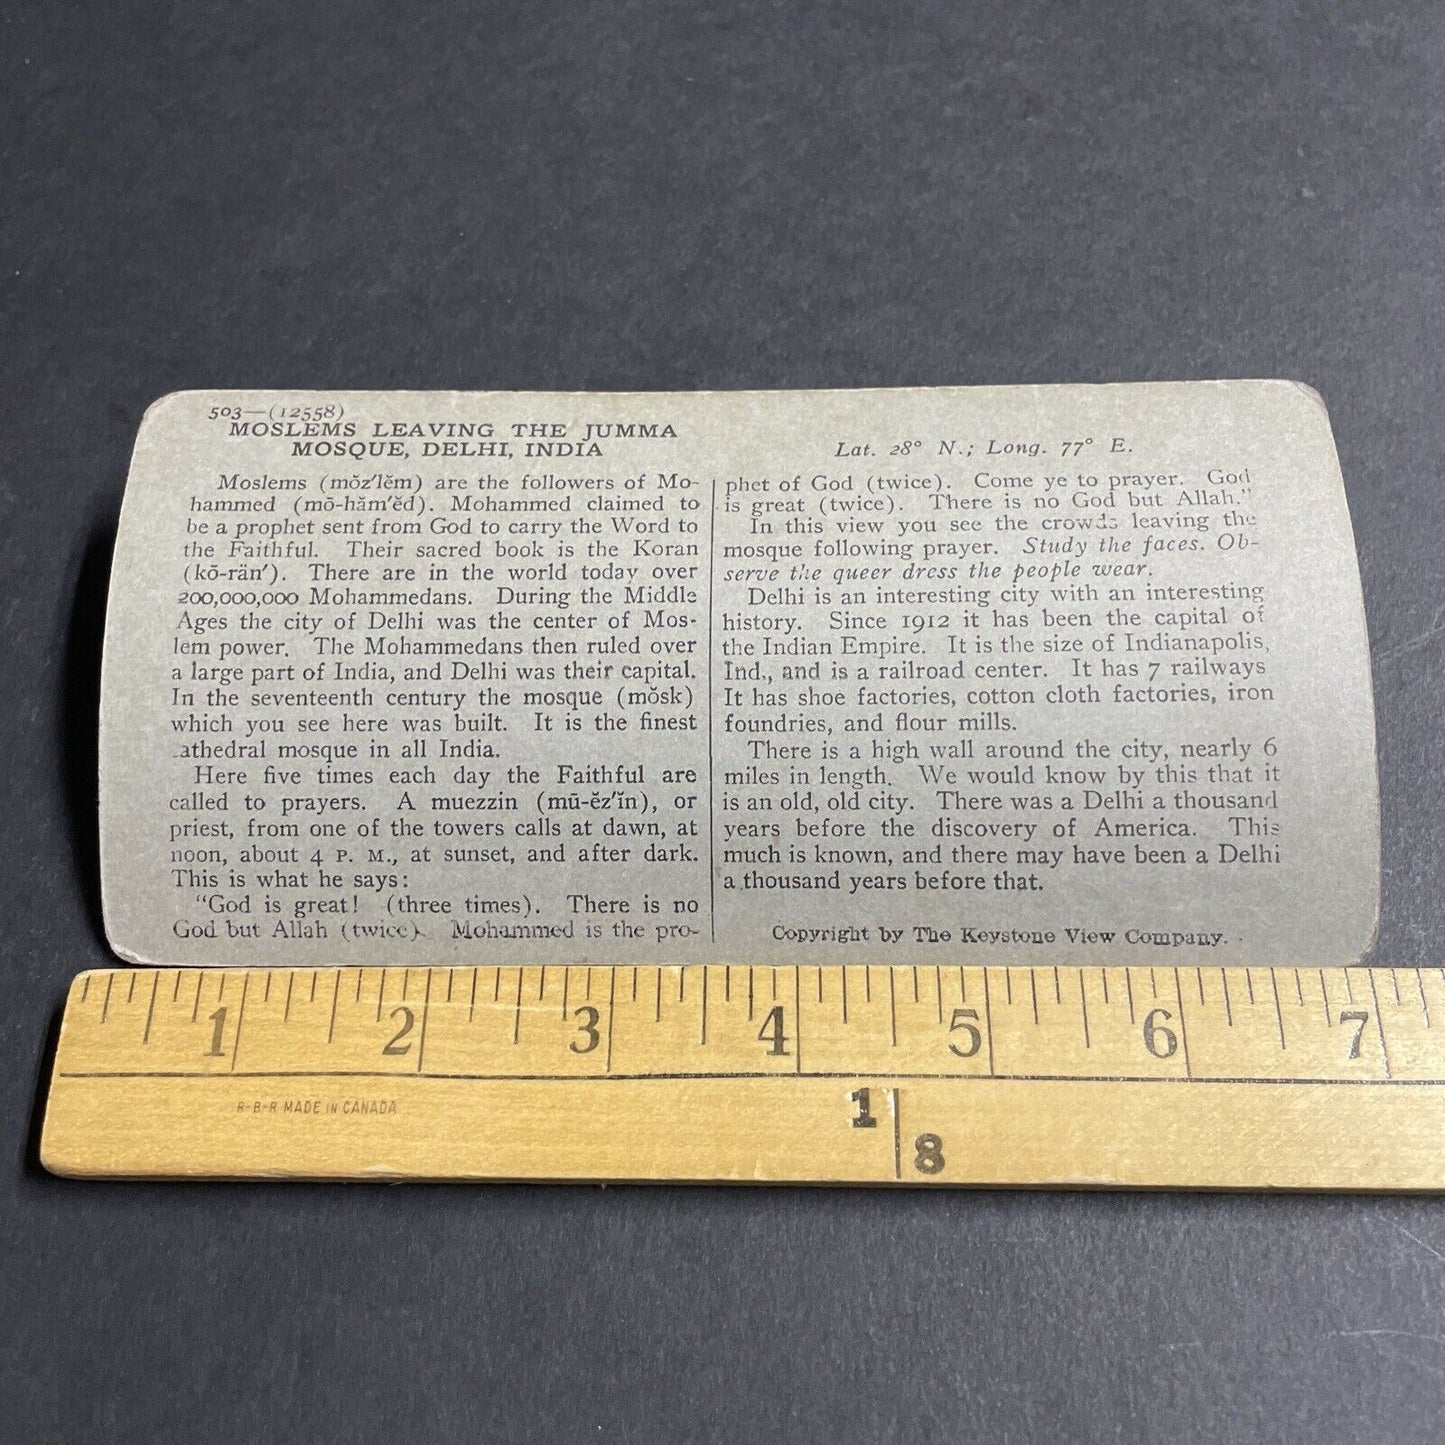 503—(12558)
MOSLEMS LEAVING THE JUMMA
MOSQUE, DELHI, INDIA
Moslems (mŏz′lĕm) are the followers of Mo-
hammed (mō-hăm′ĕd). Mohammed claimed to
be a prophet sent from God to carry the Word to
the Faithful. Their sacred book is the Koran
(kō-rän′). There are in the world today over
200,000,000 Mohammedans. During the Middle
Ages the city of Delhi was the center of Mos-
lem power. The Mohammedans then ruled over
a large part of India, and Delhi was their capital.
In the seventeenth century the mosque (mŏsk)
which you see here was built. It is the finest
athedral mosque in all India.
Here five times each day the Faithful are
called to prayers. A muezzin (mū-ĕz′ĭn), or
priest, from one of the towers calls at dawn, at
noon, about 4 P. M., at sunset, and after dark.
This is what he says:
"God is great! (three times). There is no
God but Allah (twice). Mohammed is the pro-
Lat. 28° N.; Long. 77° E.
phet of God (twice). Come ye to prayer. God
is great (twice). There is no God but Allah."
In this view you see the crowds leaving the
mosque following prayer. Study the faces. Ob-
serve the queer dress the people wear.
Delhi is an interesting city with an interesting
history. Since 1912 it has been the capital of
the Indian Empire. It is the size of Indianapolis,
Ind., and is a railroad center. It has 7 railways
It has shoe factories, cotton cloth factories, iron
foundries, and flour mills.
There is a high wall around the city, nearly 6
miles in length. We would know by this that it
is an old, old city. There was a Delhi a thousand
years before the discovery of America. This
much is known, and there may have been a Delhi
a thousand years before that.
Copyright by The Keystone View Company.
1 2 3 4 5 6 7
R-B-R MADE IN CANADA
1
8